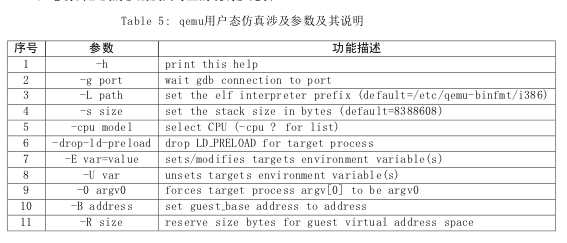 Table 5: qemu用户态仿真涉及参数及其说明
序号 参数 功能描述
1 -h print this help
2 -g port wait gdb connection to port
3 -L path set the elf interpreter prefix (default=/etc/qemu-binfmt/i386)
4 -s size set the stack size in bytes (default=8388608)
5 -cpu model select CPU (-cpu ? for list)
6 -drop-ld-preload drop LD_PRELOAD for target process
7 -E var=value sets/modifies targets environment variable(s)
8 -U var unsets targets environment variable(s)
9 -0 argv0 forces target process argv[0] to be argv0
10 -B address set guest_base address to address
11 -R size reserve size bytes for guest virtual address space